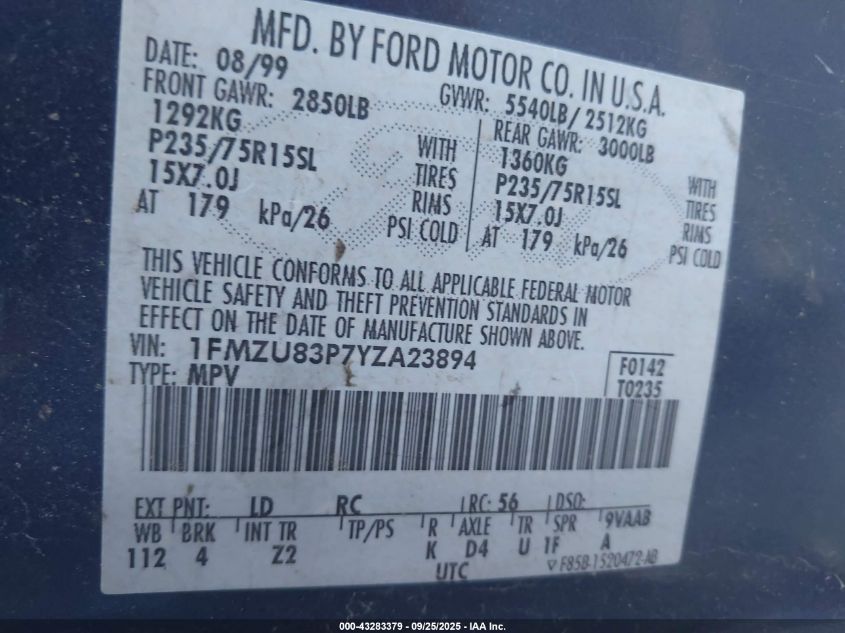 MFD. BY FORD MOTOR CO. IN U.S.A.
DATE: 08/99 GVWR: 5540LB/ 2512KG
FRONT GAWR: 2850LB REAR GAWR: 3000LB
1292KG WITH 1360KG WITH
P235/75R15SL TIRES P235/75R15SL TIRES
15X7.0J RIMS 15X7.0J RIMS
AT 179 kPa/26 PSI COLD AT 179 kPa/26 PSI COLD
THIS VEHICLE CONFORMS TO ALL APPLICABLE FEDERAL MOTOR
VEHICLE SAFETY AND THEFT PREVENTION STANDARDS IN
EFFECT ON THE DATE OF MANUFACTURE SHOWN ABOVE.
VIN: 1FMZU83P7YZA23894
TYPE: MPV
F0142
T0235
EXT PNT: LD RC RC: 56 DSO:
WB BRK INT TR TP/PS R AXLE TR SPR 9VAAB
112 4 Z2 K D4 U 1F A
UTC F85B-1520472-AB
000-43283379 - 09/25/2025 - IAA Inc.